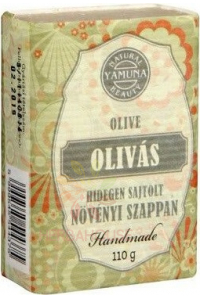 NATURAL
YAMUNA
BEAUTY
OLIVE
OLIVÁS
HIDEGEN SAJTOLT
NÖVÉNYI SZAPPAN
Handmade
110 g